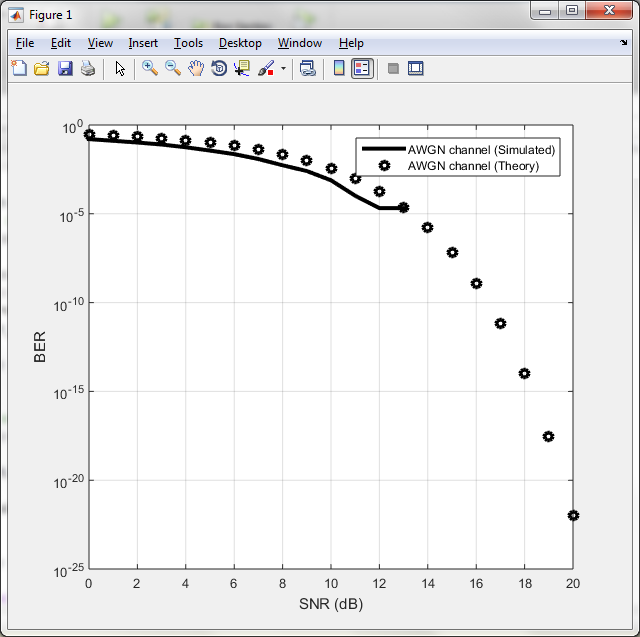 Figure 1
File Edit View Insert Tools Desktop Window Help
10^0
AWGN channel (Simulated)
AWGN channel (Theory)
10^-5
10^-10
BER
10^-15
10^-20
10^-25
0 2 4 6 8 10 12 14 16 18 20
SNR (dB)